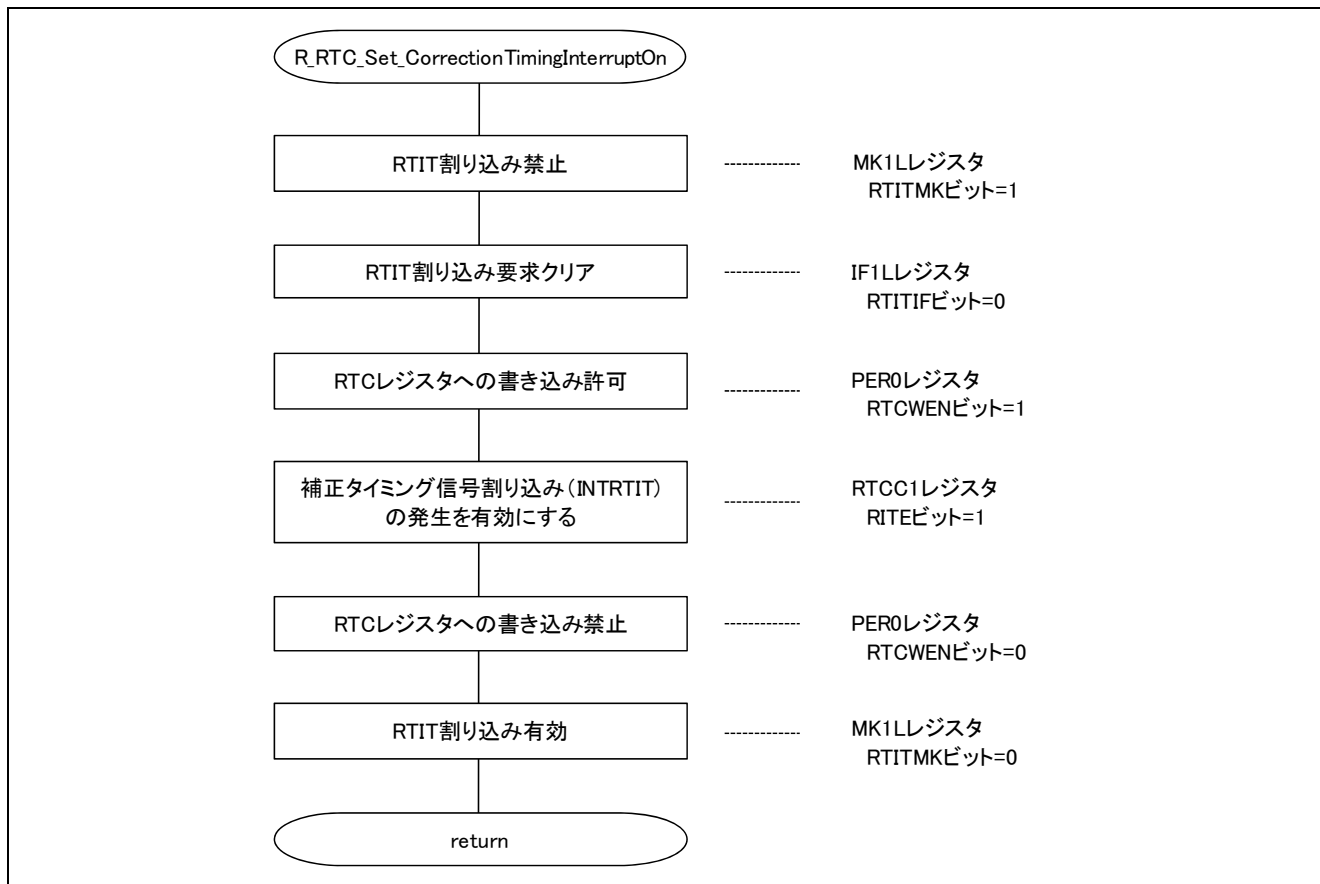 R_RTC_Set_CorrectionTimingInterruptOn
RTIT割り込み禁止
MK1Lレジスタ
RTITMKビット=1
RTIT割り込み要求クリア
IF1Lレジスタ
RTITIFビット=0
RTCレジスタへの書き込み許可
PER0レジスタ
RTCWENビット=1
補正タイミング信号割り込み(INTRTIT)
の発生を有効にする
RTCC1レジスタ
RITEビット=1
RTCレジスタへの書き込み禁止
PER0レジスタ
RTCWENビット=0
RTIT割り込み有効
MK1Lレジスタ
RTITMKビット=0
return